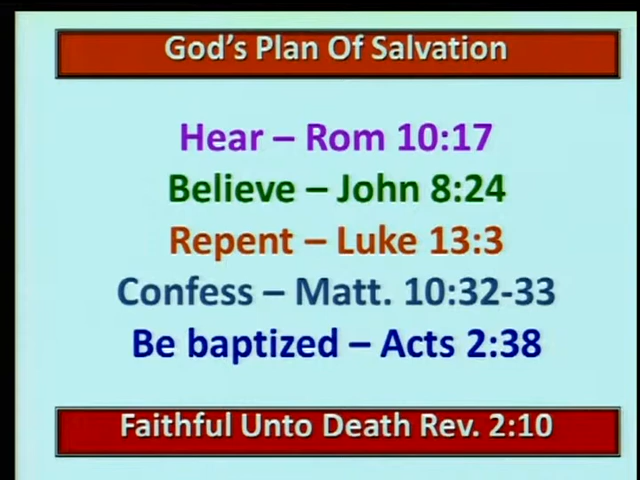 God's Plan Of Salvation
Hear – Rom 10:17
Believe – John 8:24
Repent – Luke 13:3
Confess – Matt. 10:32-33
Be baptized – Acts 2:38
Faithful Unto Death Rev. 2:10